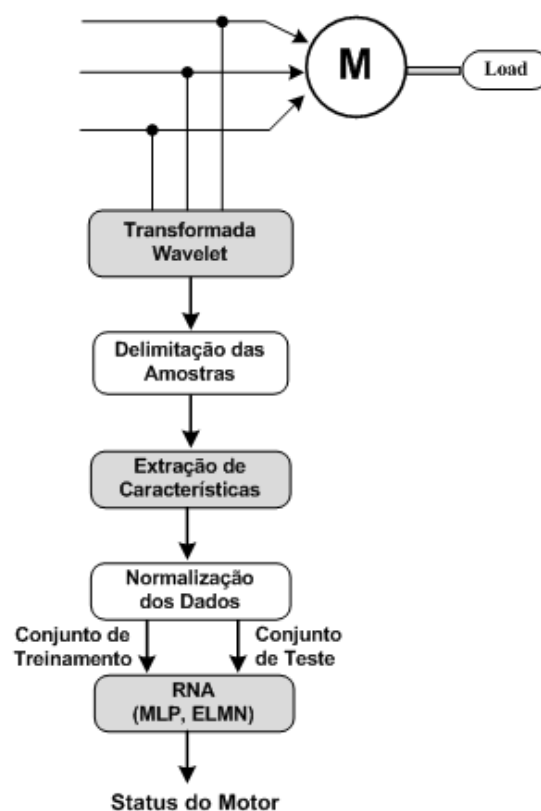 M
Load
Transformada
Wavelet
Delimitação das
Amostras
Extração de
Características
Normalização
dos Dados
Conjunto de
Treinamento
Conjunto
de Teste
RNA
(MLP, ELMN)
Status do Motor